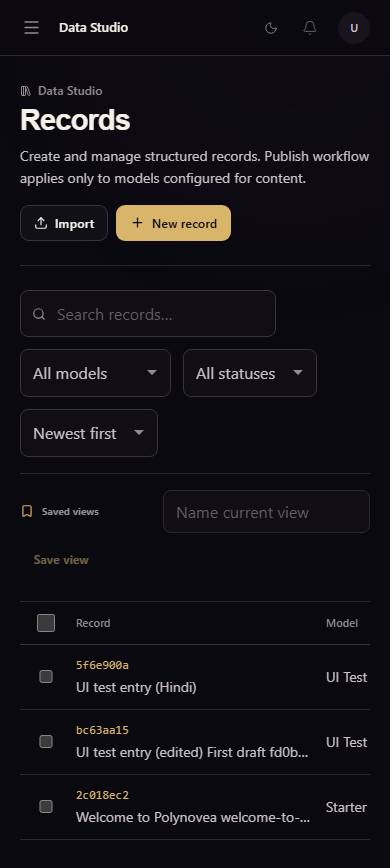 Data Studio
U
Data Studio
Records
Create and manage structured records. Publish workflow
applies only to models configured for content.
Import
New record
Search records...
All models
All statuses
Newest first
Saved views
Name current view
Save view
Record Model
5f6e900a
UI test entry (Hindi) UI Test
bc63aa15
UI test entry (edited) First draft fd0b... UI Test
2c018ec2
Welcome to Polynovea welcome-to-... Starter